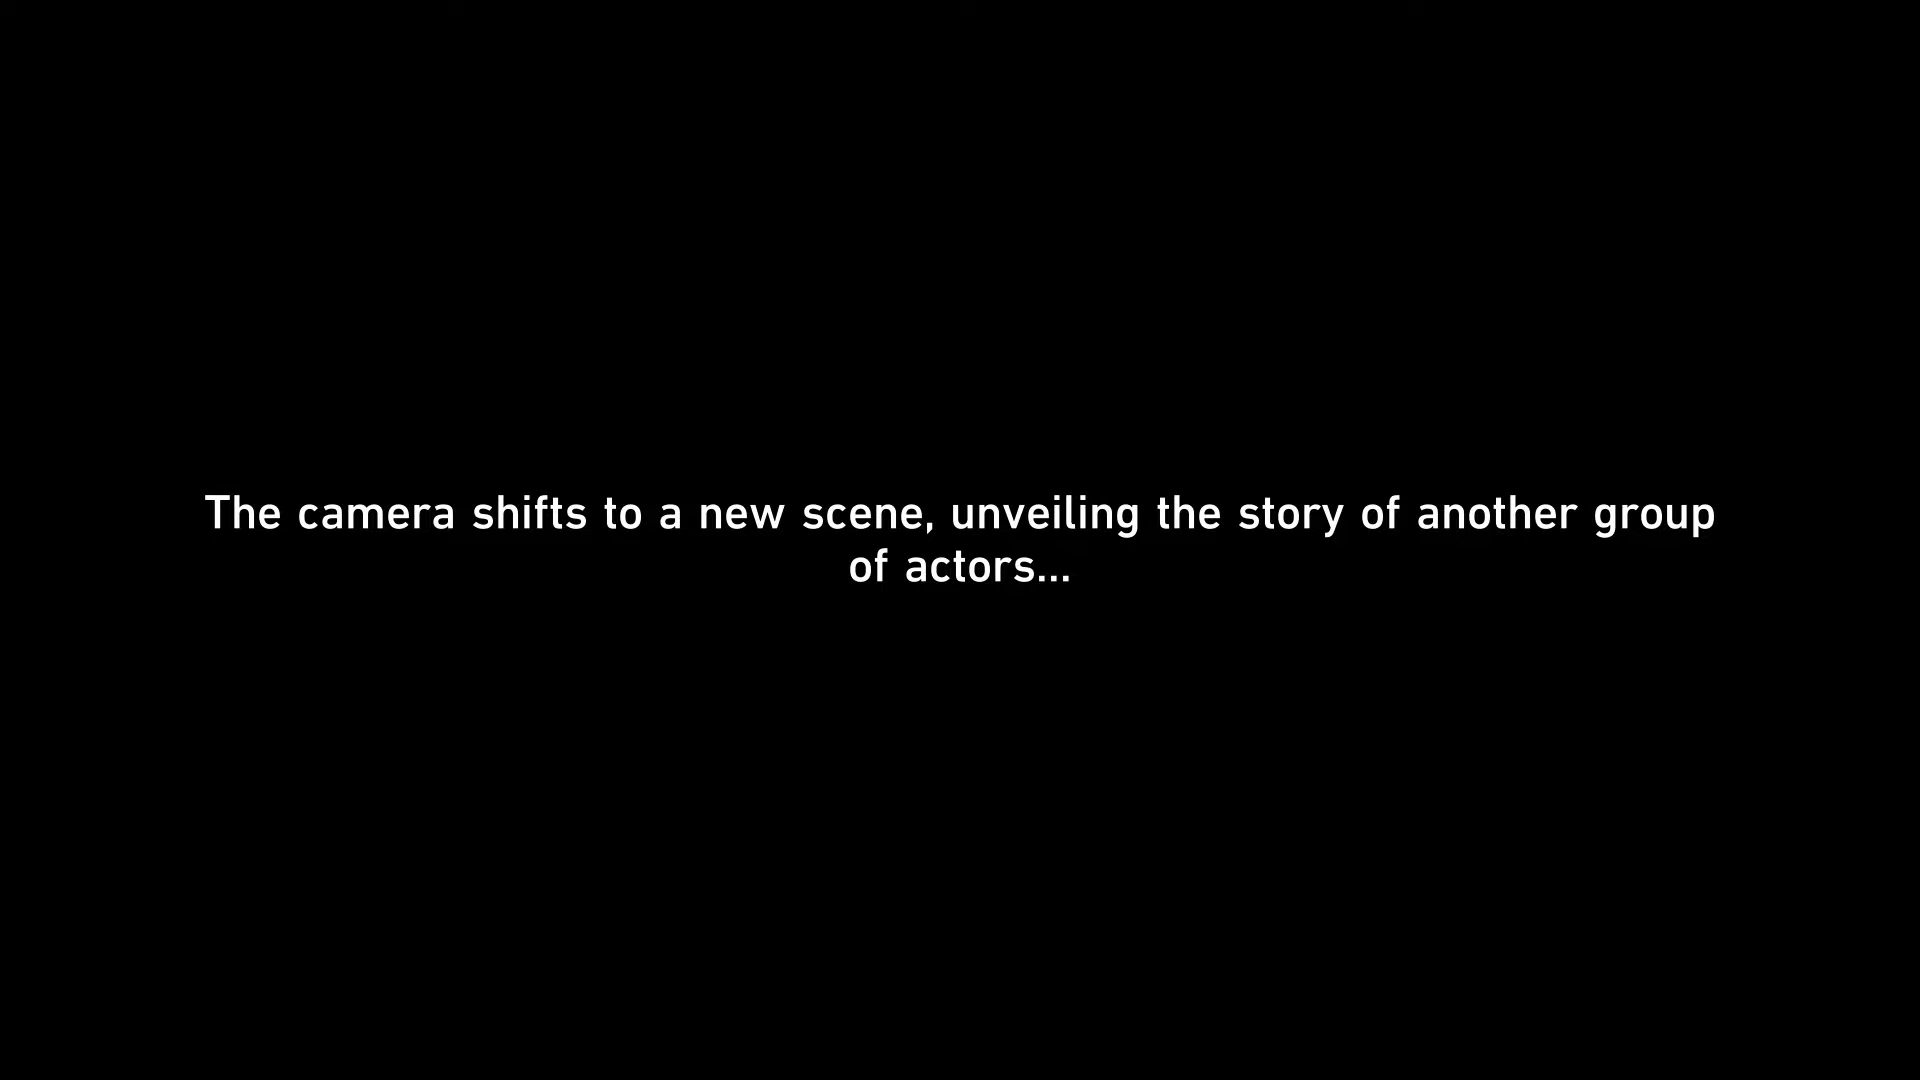 The camera shifts to a new scene, unveiling the story of another group
of actors...